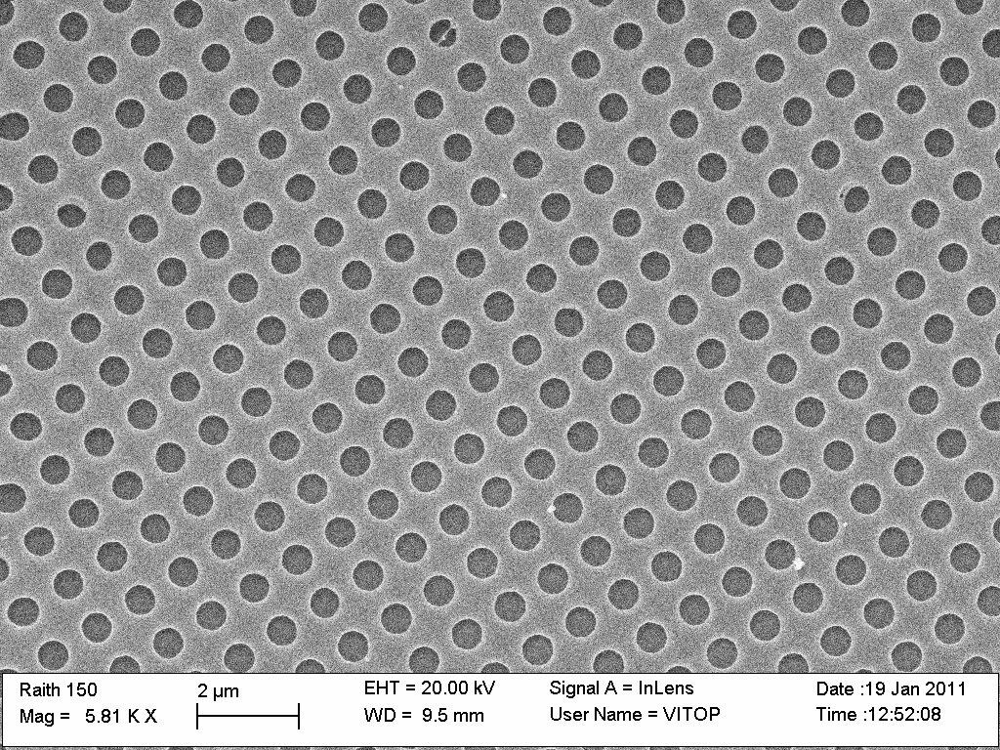 Raith 150
Mag = 5.81 K X
2 µm
EHT = 20.00 kV
WD = 9.5 mm
Signal A = InLens
User Name = VITOP
Date :19 Jan 2011
Time :12:52:08